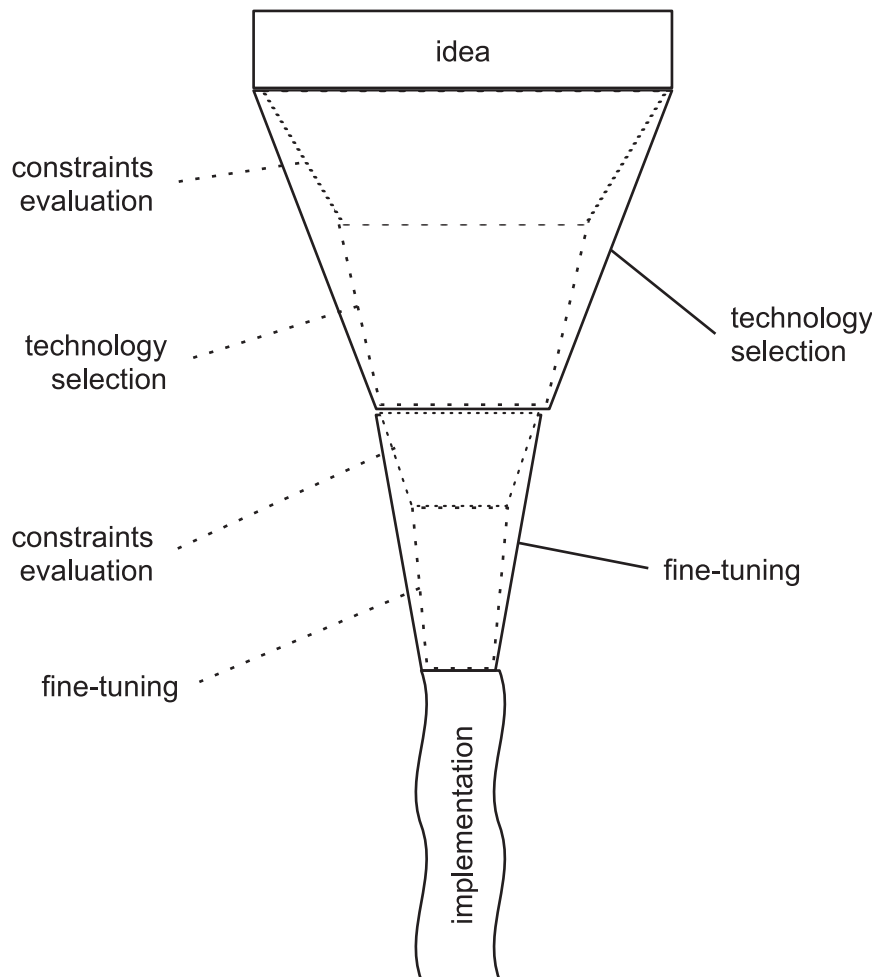 idea
constraints
evaluation
technology
selection
technology
selection
constraints
evaluation
fine-tuning
fine-tuning
implementation